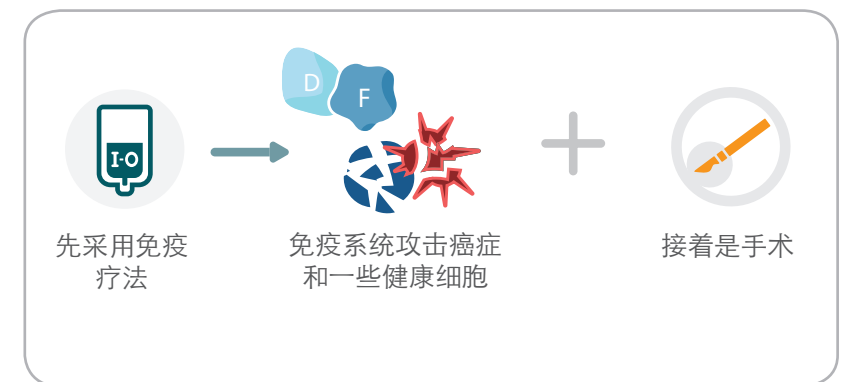 D
F
I-O
先采用免疫
疗法
免疫系统攻击癌症
和一些健康细胞
接着是手术